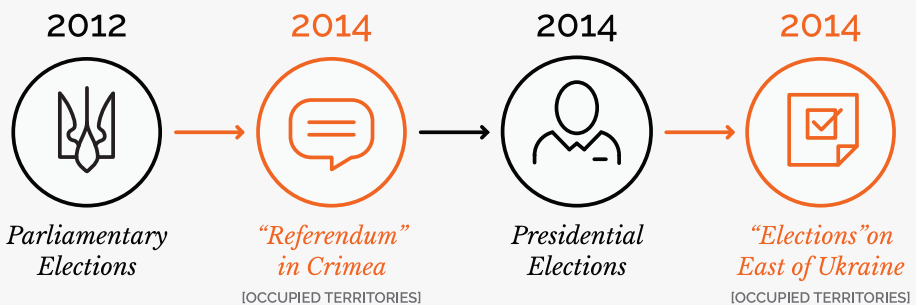 2012
Parliamentary
Elections
2014
“Referendum”
in Crimea
[OCCUPIED TERRITORIES]
2014
Presidential
Elections
2014
“Elections”on
East of Ukraine
[OCCUPIED TERRITORIES]